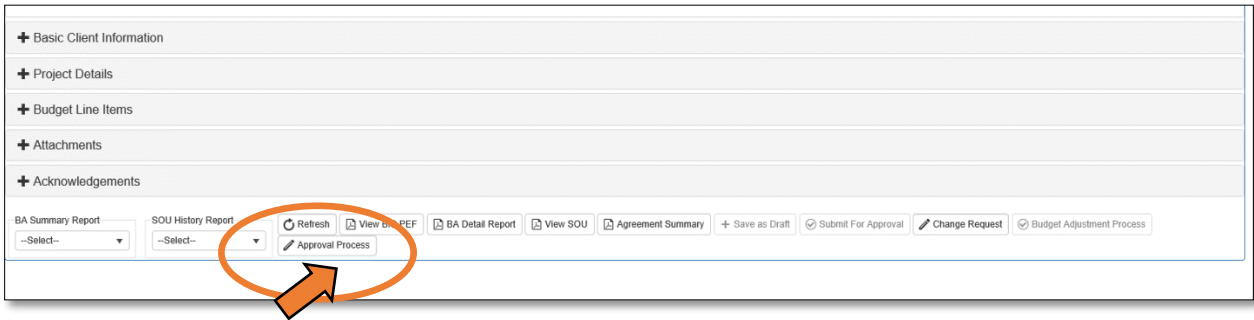 Basic Client Information
Project Details
Budget Line Items
Attachments
Acknowledgements
BA Summary Report
--Select--
SOU History Report
--Select--
Refresh
View PEF
BA Detail Report
View SOU
Agreement Summary
+ Save as Draft
Submit For Approval
Change Request
Budget Adjustment Process
Approval Process